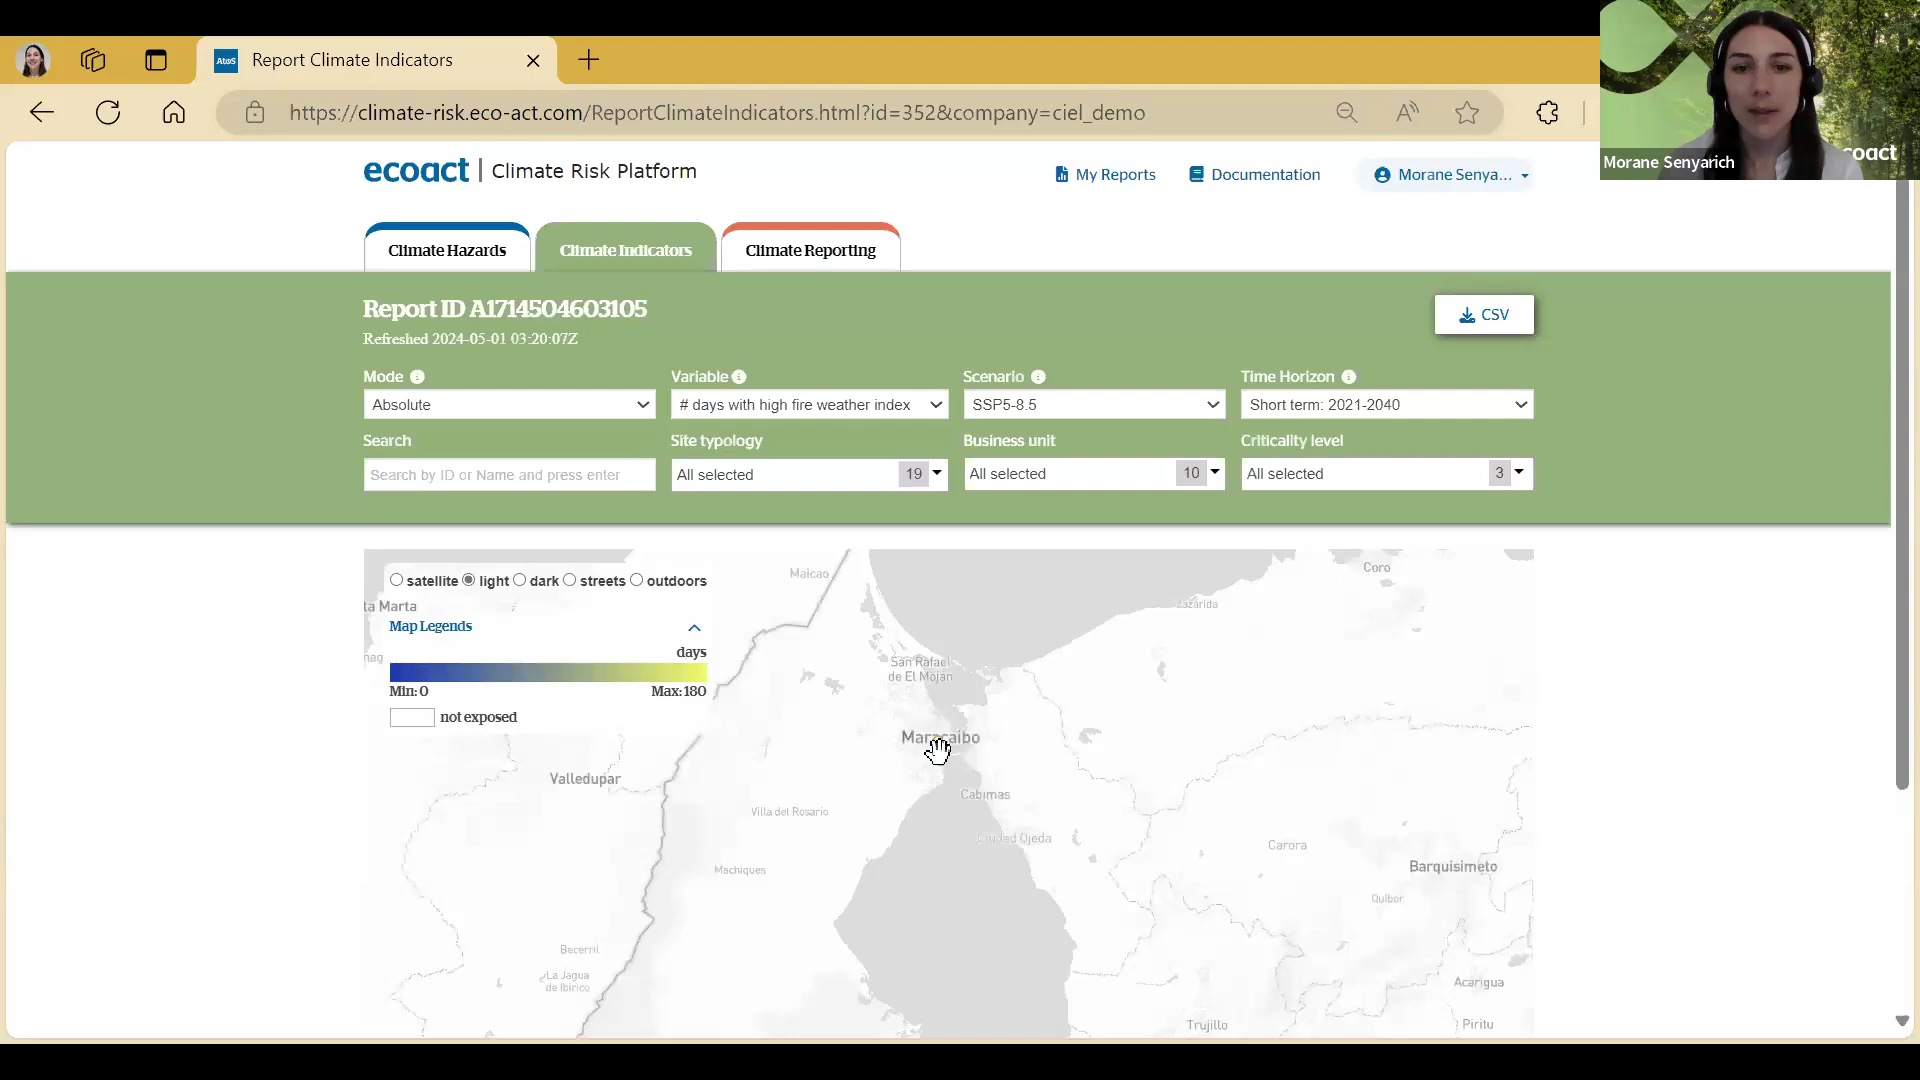 Report Climate Indicators
https://climate-risk.eco-act.com/ReportClimateIndicators.html?id=352&company=ciel_demo
Morane Senyarich
coact
ecoact | Climate Risk Platform
My Reports
Documentation
Morane Senya...
Climate Hazards
Climate Indicators
Climate Reporting
Report ID A1714504603105
CSV
Refreshed 2024-05-01 03:20:07Z
Mode
Variable
Scenario
Time Horizon
Absolute
# days with high fire weather index
SSP5-8.5
Short term: 2021-2040
Search
Site typology
Business unit
Criticality level
Search by ID or Name and press enter
All selected 19
All selected 10
All selected 3
satellite light dark streets outdoors
Map Legends
days
Min: 0
Max: 180
not exposed
Maicao
Coro
ta Marta
San Rafael
de El Moján
Maracaibo
Valledupar
Cabimas
Villa del Rosario
Ciudad Ojeda
Carora
Machiques
Barquisimeto
Quíbor
Becerril
La Jagua
de Ibirico
Acarigua
Trujillo
Píritu